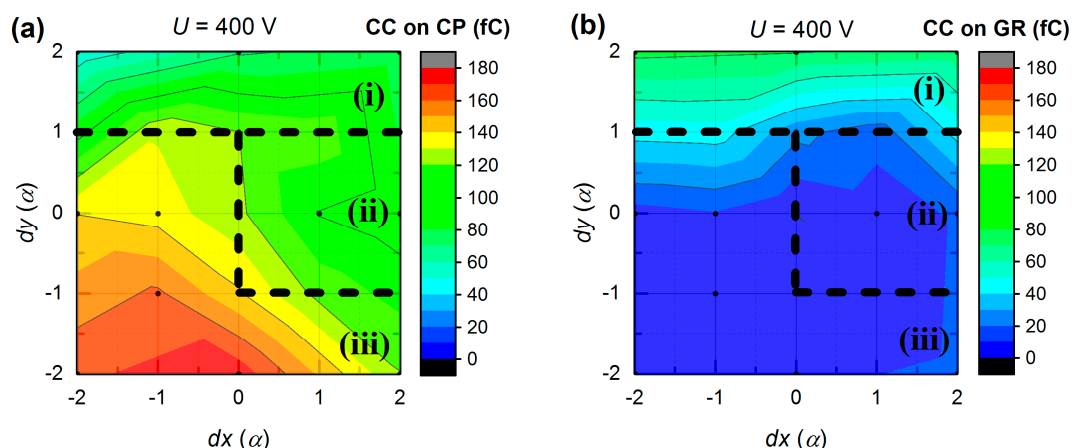 (a) U = 400 V CC on CP (fC)
2
1
0
-1
-2
dy (α)
-2 -1 0 1 2
dx (α)
(i)
(ii)
(iii)
180
160
140
120
100
80
60
40
20
0
(b) U = 400 V CC on GR (fC)
2
1
0
-1
-2
dy (α)
-2 -1 0 1 2
dx (α)
(i)
(ii)
(iii)
180
160
140
120
100
80
60
40
20
0